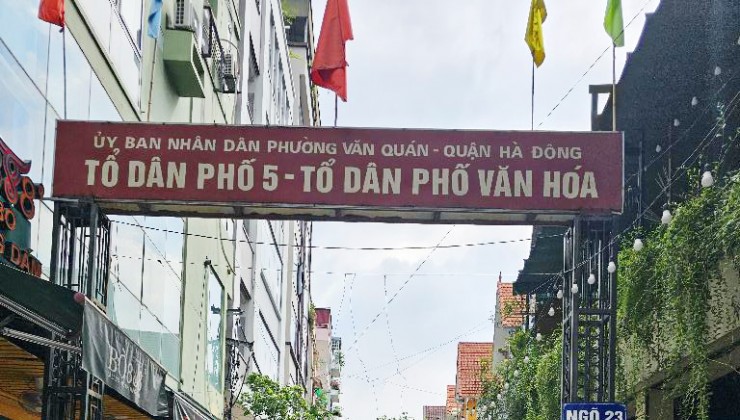 ỦY BAN NHÂN DÂN PHƯỜNG VĂN QUÁN - QUẬN HÀ ĐÔNG
TỔ DÂN PHỐ 5 - TỔ DÂN PHỐ VĂN HÓA
NGÕ 23